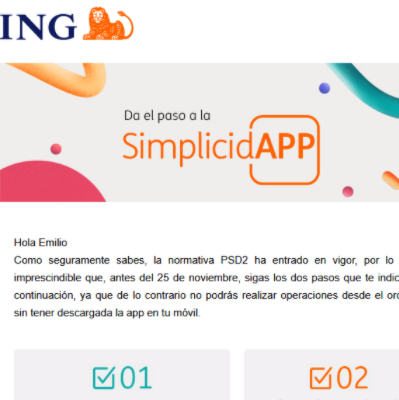 ING
Da el paso a la
SimplicidAPP
Hola Emilio
Como seguramente sabes, la normativa PSD2 ha entrado en vigor, por lo
imprescindible que, antes del 25 de noviembre, sigas los dos pasos que te
continuación, ya que de lo contrario no podrás realizar operaciones desde el
sin tener descargada la app en tu móvil.
01
02